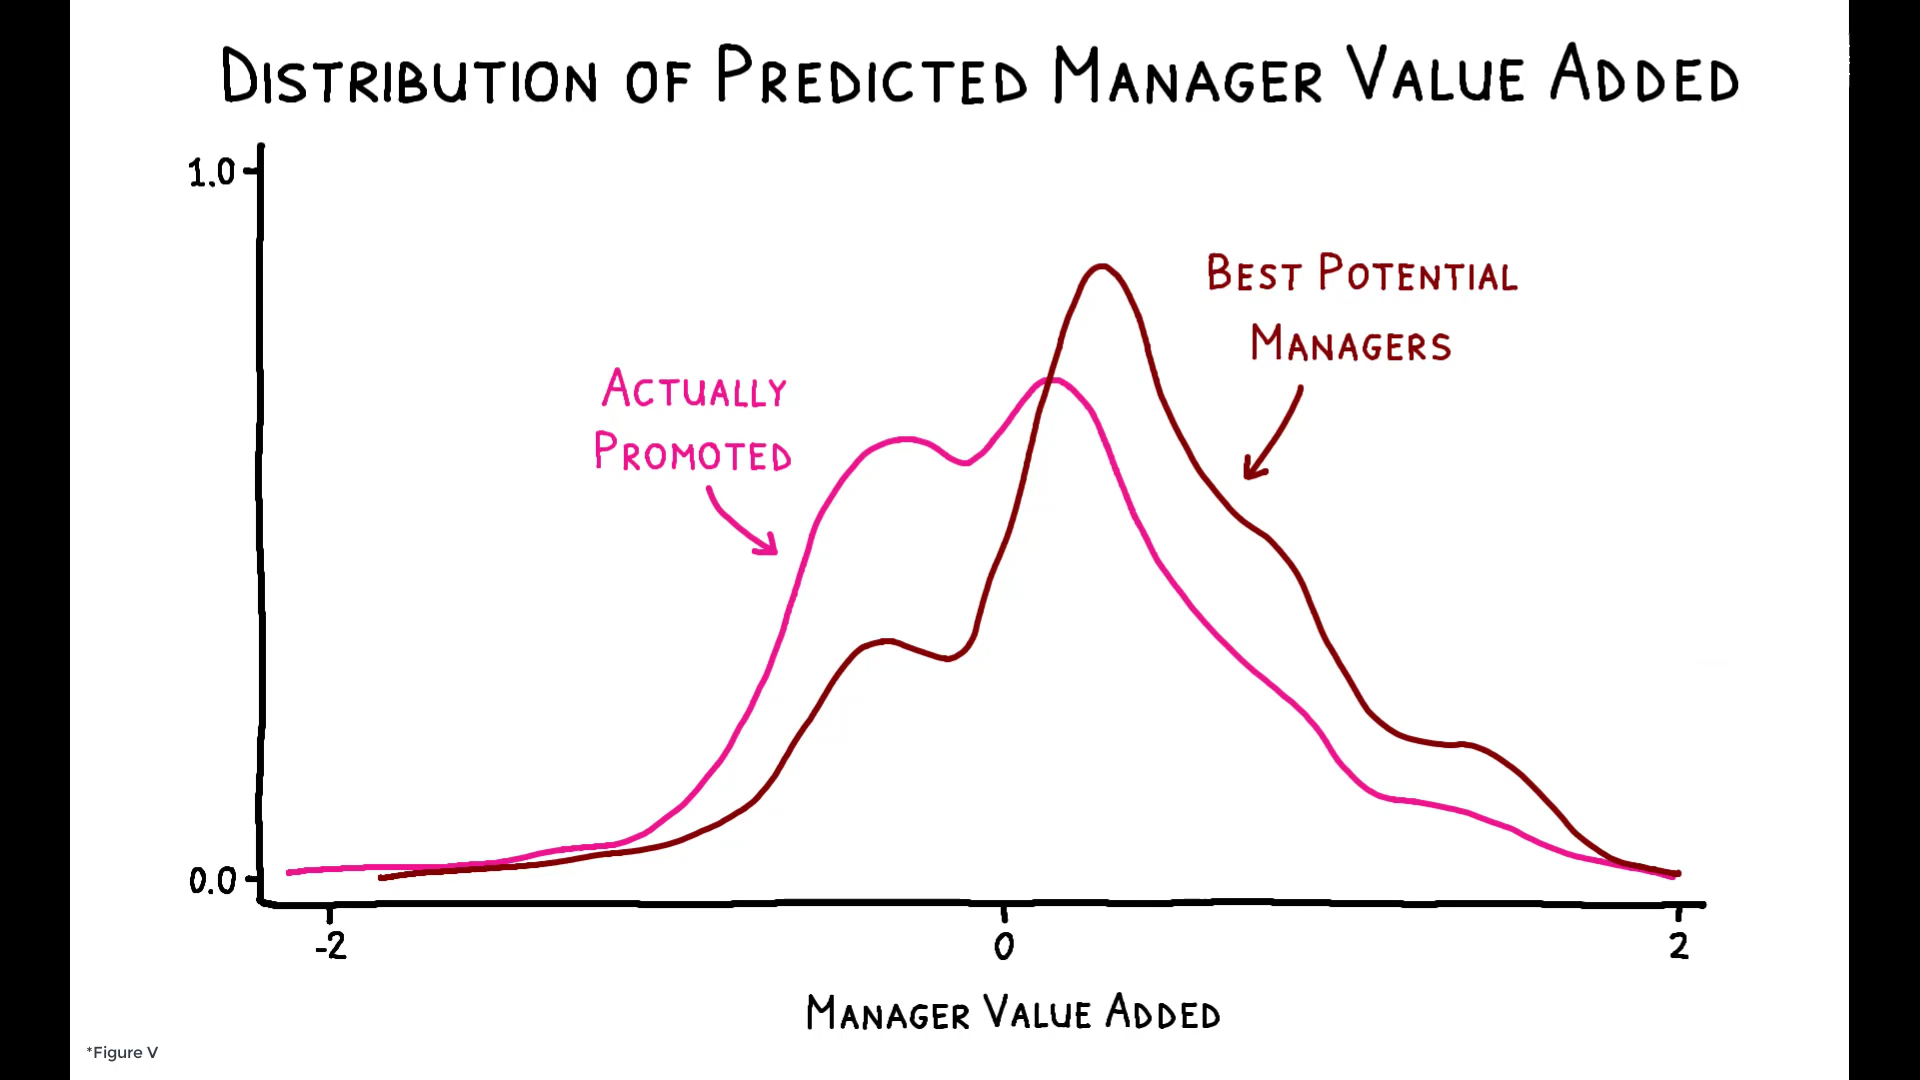 Distribution of Predicted Manager Value Added
1.0
Best Potential
Managers
Actually
Promoted
0.0
-2
0
2
Manager Value Added
*Figure V